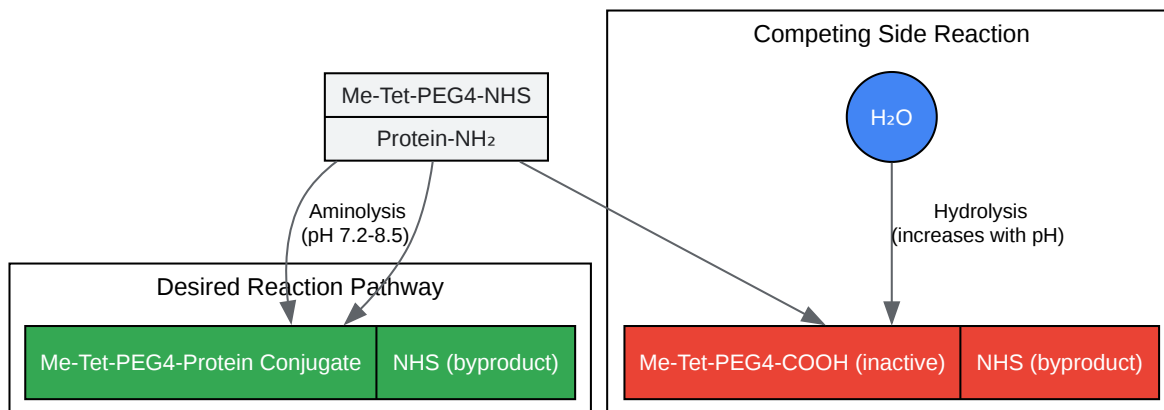 Competing Side Reaction
Me-Tet-PEG4-NHS
Protein-NH₂
H₂O
Aminolysis
(pH 7.2-8.5)
Hydrolysis
(increases with pH)
Desired Reaction Pathway
Me-Tet-PEG4-Protein Conjugate
NHS (byproduct)
Me-Tet-PEG4-COOH (inactive)
NHS (byproduct)